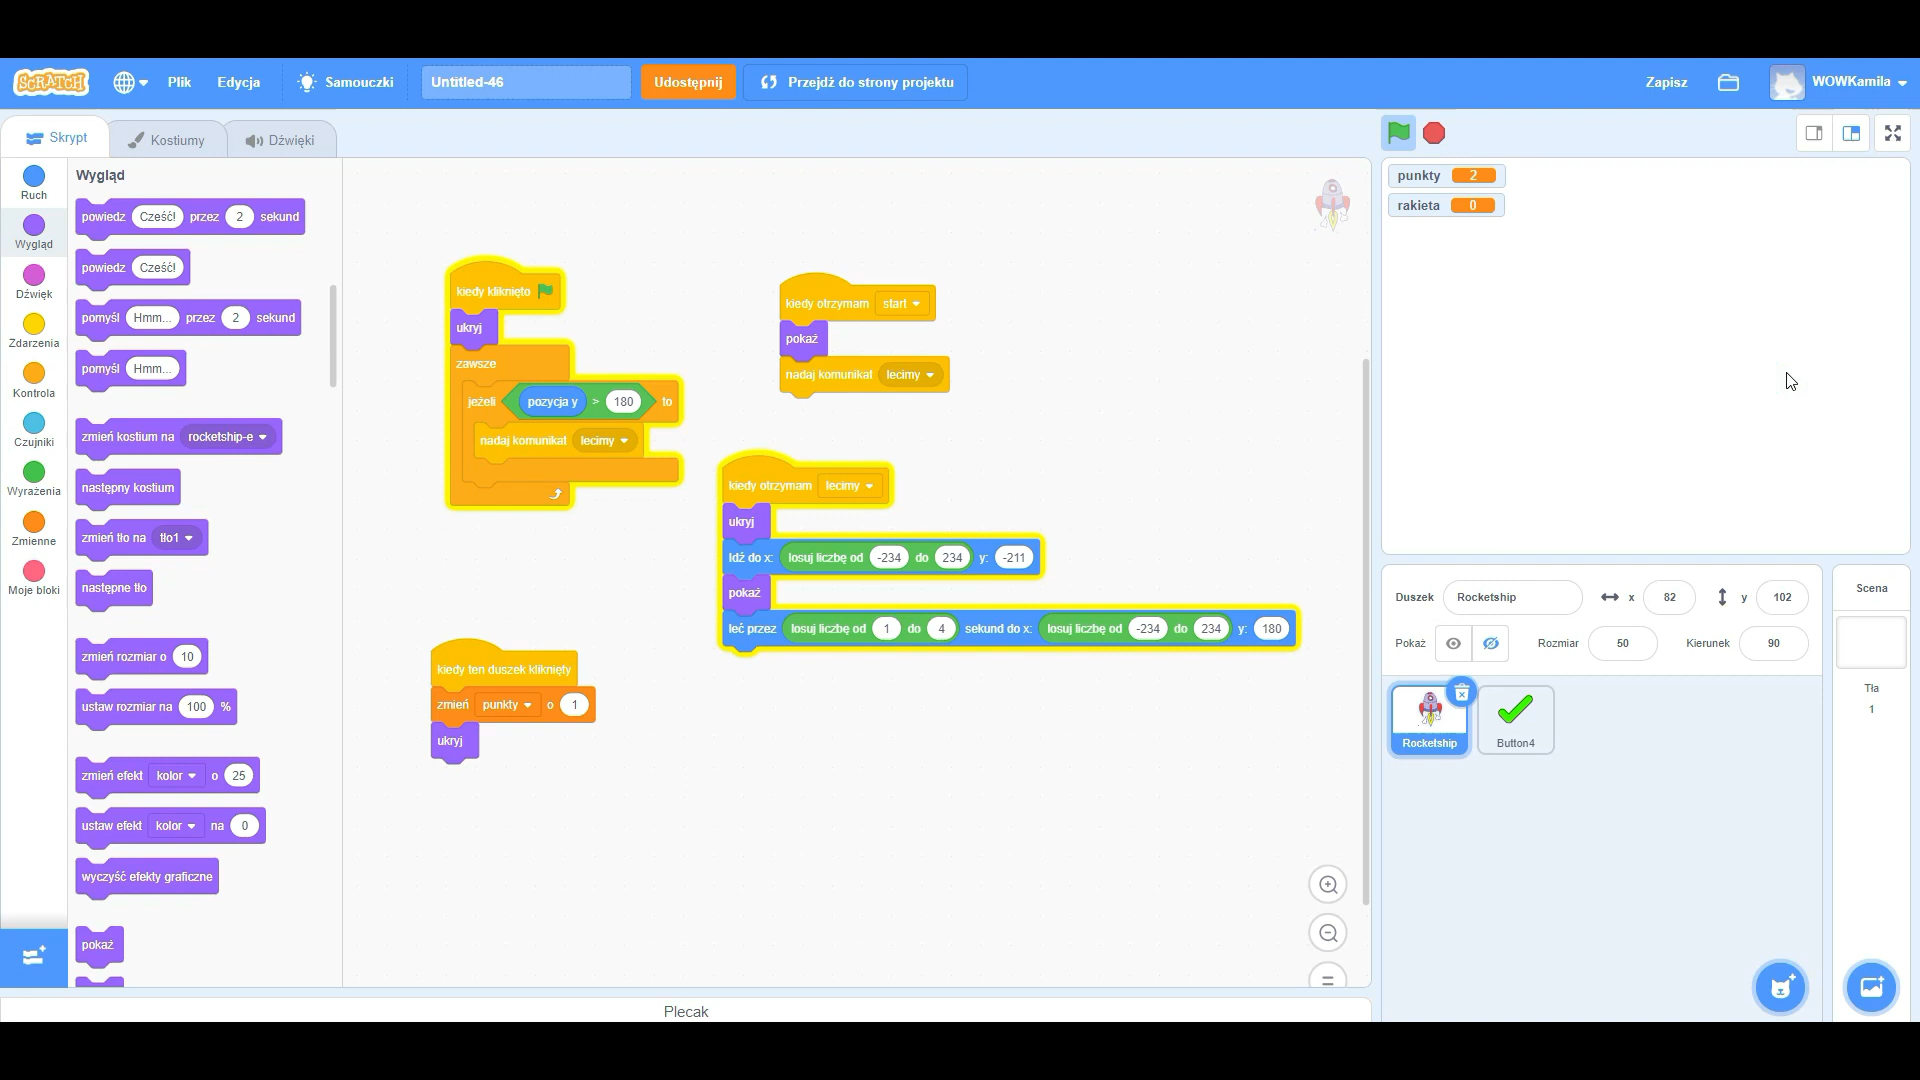 SCRATCH
Plik
Edycja
Samouczki
Untitled-46
Udostępnij
Przejdź do strony projektu
Zapisz
WOWKamila
Skrypt
Kostiumy
Dźwięki
Ruch
Wygląd
Dźwięk
Zdarzenia
Kontrola
Czujniki
Wyrażenia
Zmienne
Moje bloki
Wygląd
powiedz Cześć! przez 2 sekund
powiedz Cześć!
pomyśl Hmm... przez 2 sekund
pomyśl Hmm...
zmień kostium na rocketship-e
następny kostium
zmień tło na tło1
następne tło
zmień rozmiar o 10
ustaw rozmiar na 100 %
zmień efekt kolor o 25
ustaw efekt kolor na 0
wyczyść efekty graficzne
pokaż
kiedy kliknięto
ukryj
zawsze
jeżeli pozycja y > 180 to
nadaj komunikat lecimy
kiedy otrzymam start
pokaż
nadaj komunikat lecimy
kiedy otrzymam lecimy
ukryj
Idź do x: losuj liczbę od -234 do 234 y: -211
pokaż
leć przez losuj liczbę od 1 do 4 sekund do x: losuj liczbę od -234 do 234 y: 180
kiedy ten duszek kliknięty
zmień punkty o 1
ukryj
punkty 2
rakieta 0
Duszek Rocketship x 82 y 102
Pokaż Rozmiar 50 Kierunek 90
Rocketship
Button4
Scena
Tła
1
Plecak